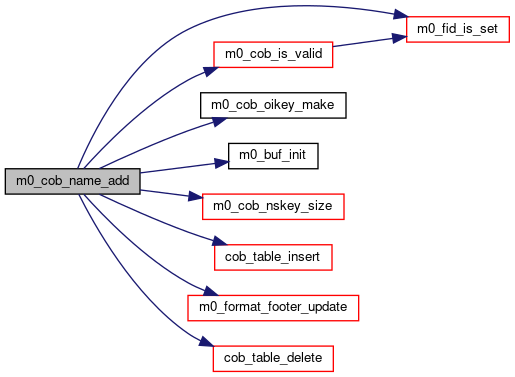 m0_fid_is_set
m0_cob_is_valid
m0_cob_oikey_make
m0_buf_init
m0_cob_name_add
m0_cob_nskey_size
cob_table_insert
m0_format_footer_update
cob_table_delete